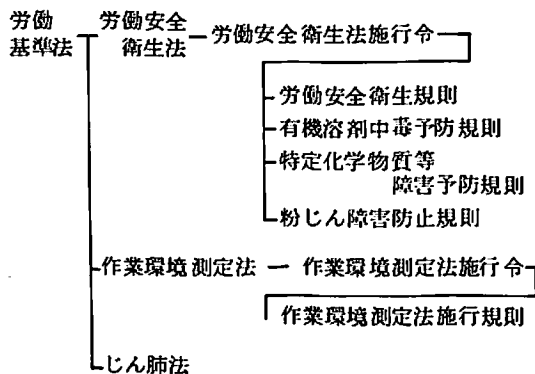 労働基準法
労働安全衛生法
労働安全衛生法施行令
労働安全衛生規則
有機溶剤中毒予防規則
特定化学物質等
障害予防規則
粉じん障害防止規則
作業環境測定法
作業環境測定法施行令
作業環境測定法施行規則
じん肺法